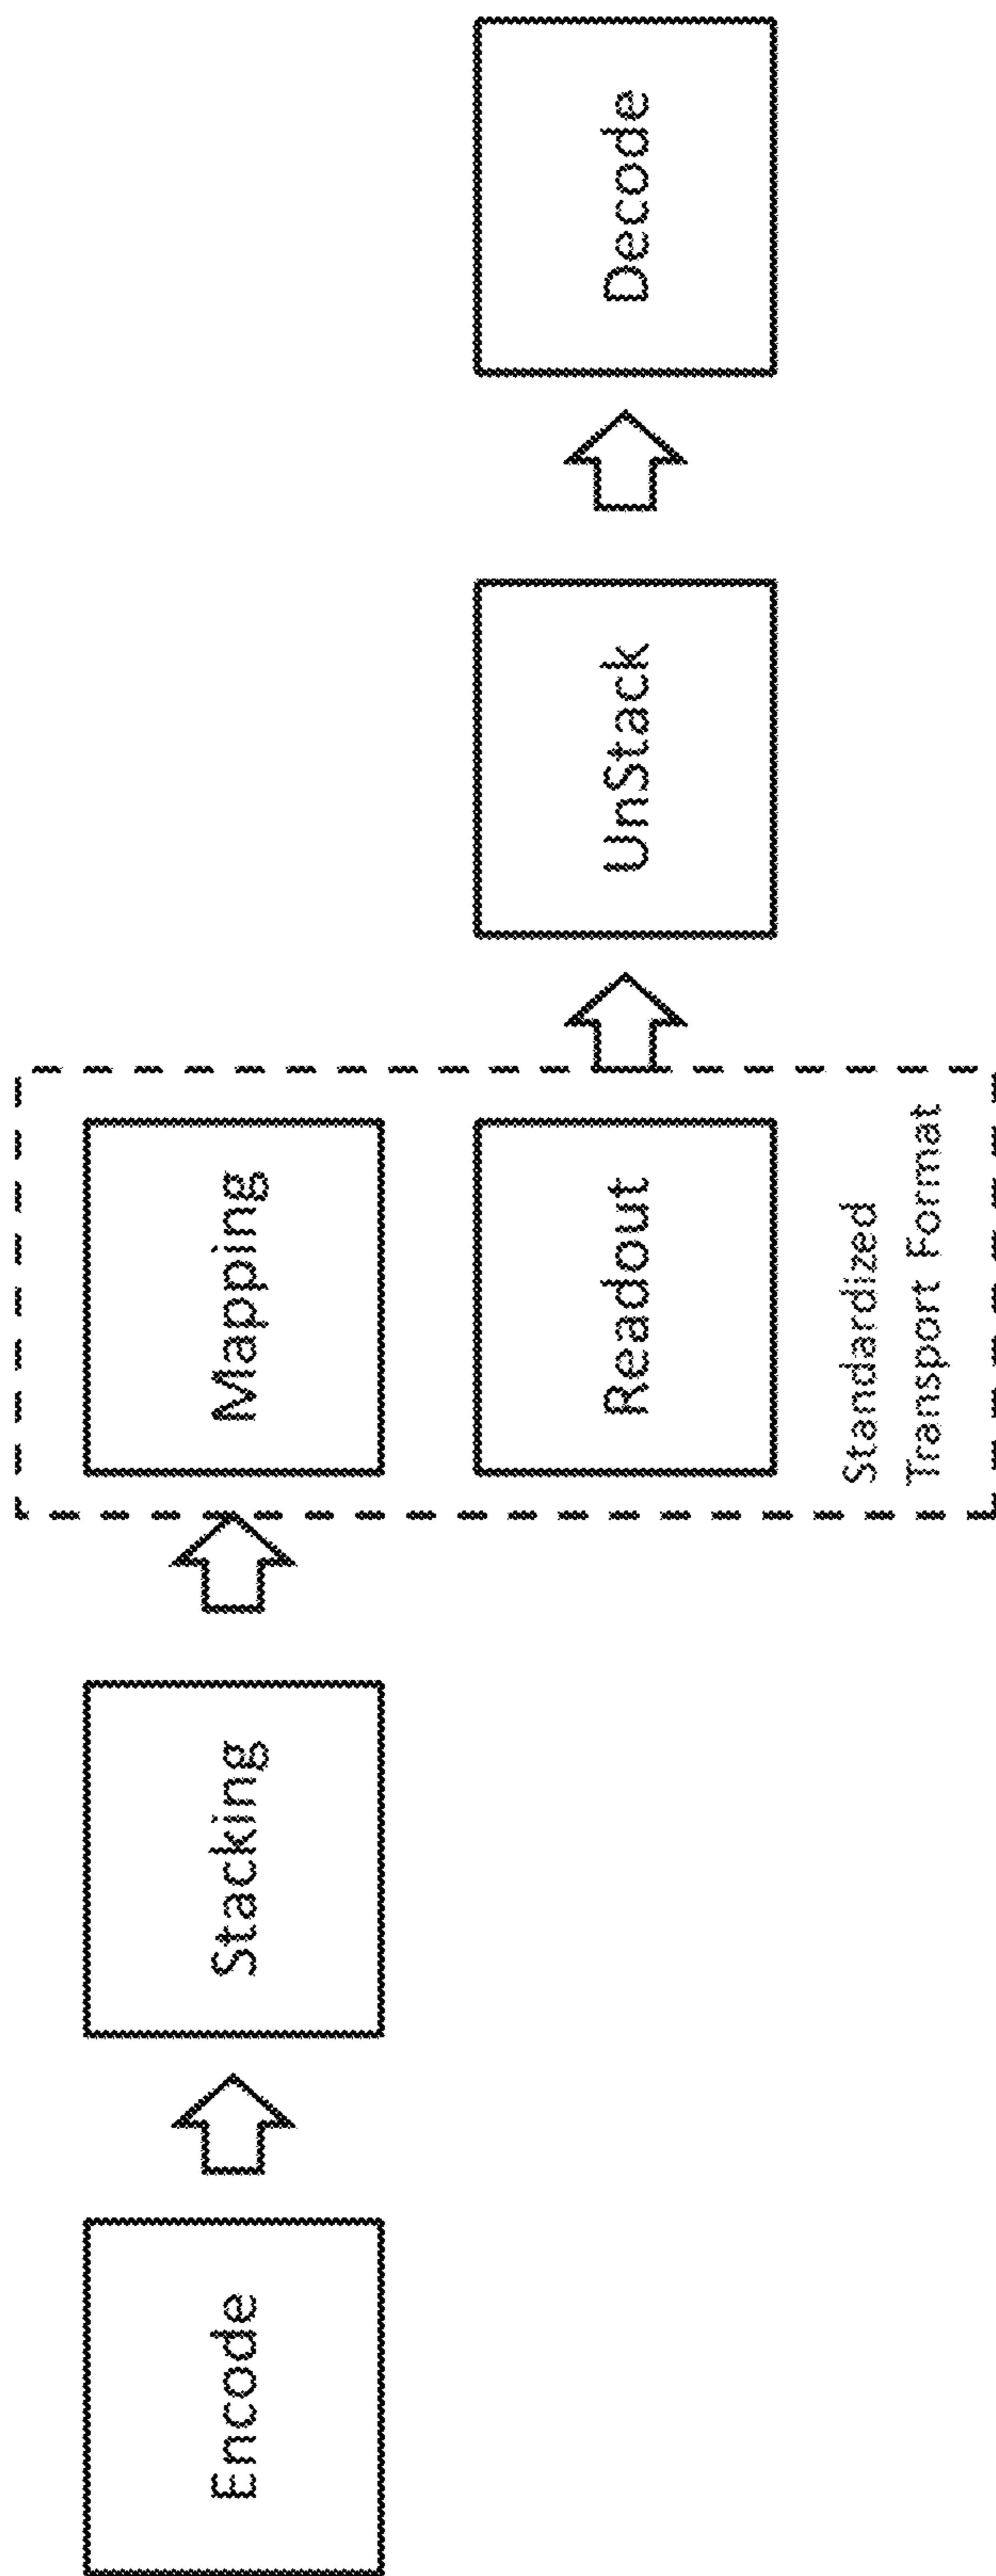 Encode
Stacking
Mapping
Readout
Standardized
Transport Format
UnStack
Decode